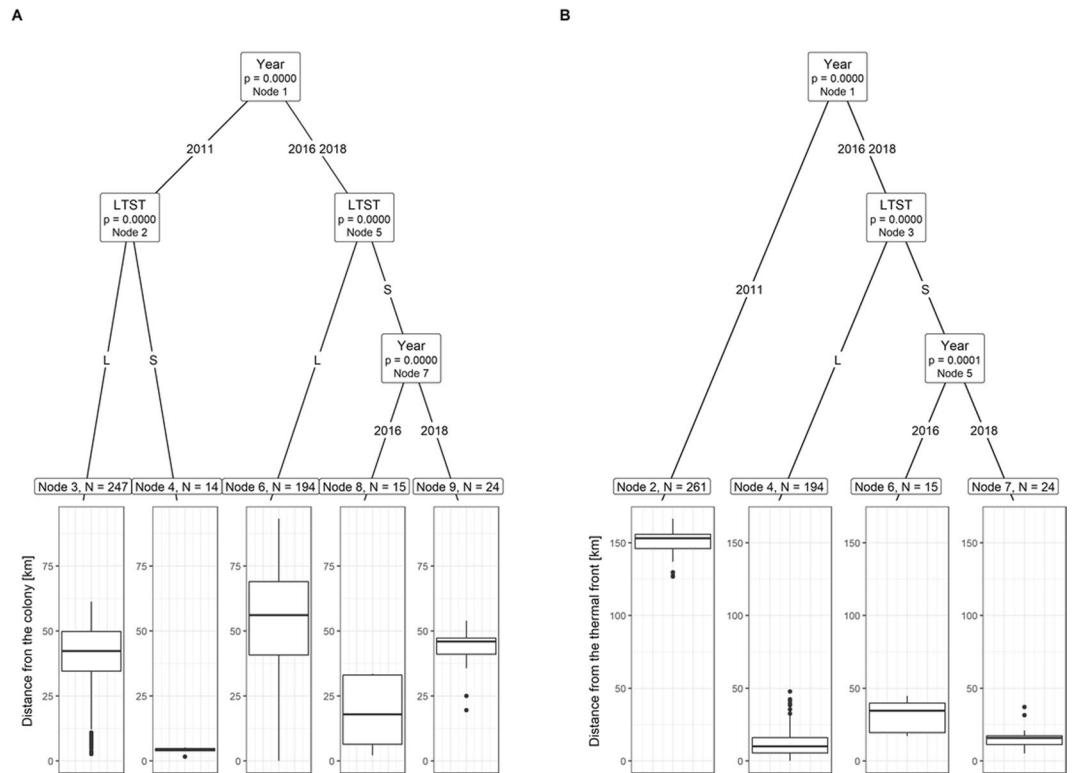 A
Year
p = 0.0000
Node 1
2011
2016 2018
LTST
p = 0.0000
Node 2
LTST
p = 0.0000
Node 5
S
L
S
L
Year
p = 0.0000
Node 7
2016
2018
Node 3, N = 247
Node 4, N = 14
Node 6, N = 194
Node 8, N = 15
Node 9, N = 24
Distance fron the colony [km]
75
50
25
0
75
50
25
0
75
50
25
0
75
50
25
0
75
50
25
0
B
Year
p = 0.0000
Node 1
2016 2018
LTST
p = 0.0000
Node 3
2011
S
L
Year
p = 0.0001
Node 5
2016
2018
Node 2, N = 261
Node 4, N = 194
Node 6, N = 15
Node 7, N = 24
Distance from the thermal front [km]
150
100
50
0
150
100
50
0
150
100
50
0
150
100
50
0